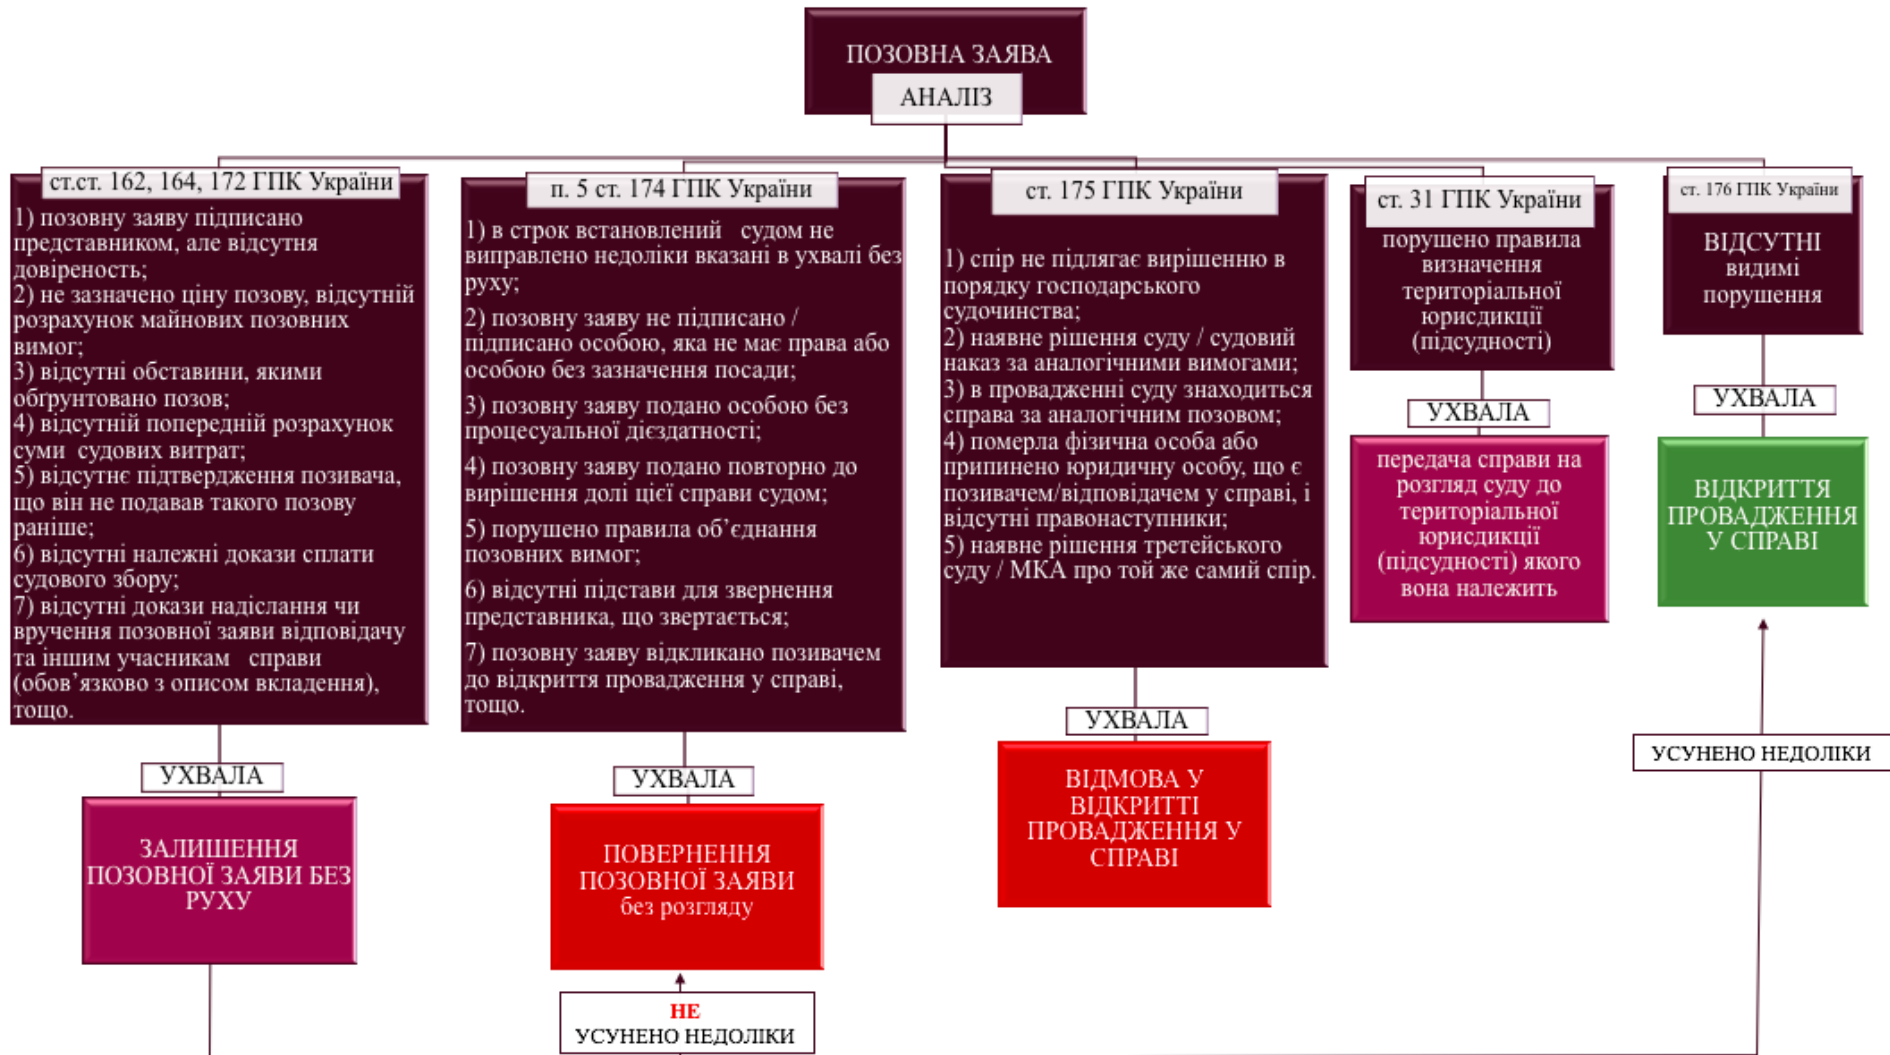 ПОЗОВНА ЗАЯВА
АНАЛІЗ
ст.ст. 162, 164, 172 ГПК України
1) позовну заяву підписано
представником, але відсутня
довіреность;
2) не зазначено ціну позову, відсутній
розрахунок майнових позовних
вимог;
3) відсутні обставини, якими
обґрунтовано позов;
4) відсутній попередній розрахунок
суми судових витрат;
5) відсутнє підтвердження позивача,
що він не подавав такого позову
раніше;
6) відсутні належні докази сплати
судового збору;
7) відсутні докази надіслання чи
вручення позовної заяви відповідачу
та іншим учасникам справи
(обов’язково з описом вкладення),
тощо.
УХВАЛА
ЗАЛИШЕННЯ
ПОЗОВНОЇ ЗАЯВИ БЕЗ
РУХУ
п. 5 ст. 174 ГПК України
1) в строк встановлений судом не
виправлено недоліки вказані в ухвалі без
руху;
2) позовну заяву не підписано /
підписано особою, яка не має права або
особою без зазначення посади;
3) позовну заяву подано особою без
процесуальної дієздатності;
4) позовну заяву подано повторно до
вирішення долі цієї справи судом;
5) порушено правила об’єднання
позовних вимог;
6) відсутні підстави для звернення
представника, що звертається;
7) позовну заяву відкликано позивачем
до відкриття провадження у справі,
тощо.
УХВАЛА
ПОВЕРНЕННЯ
ПОЗОВНОЇ ЗАЯВИ
без розгляду
НЕ
УСУНЕНО НЕДОЛІКИ
ст. 175 ГПК України
1) спір не підлягає вирішенню в
порядку господарського
судочинства;
2) наявне рішення суду / судовий
наказ за аналогічними вимогами;
3) в провадженні суду знаходиться
справа за аналогічним позовом;
4) померла фізична особа або
припинено юридичну особу, що є
позивачем/відповідачем у справі, і
відсутні правонаступники;
5) наявне рішення третейського
суду / МКА про той же самий спір.
УХВАЛА
ВІДМОВА У
ВІДКРИТТІ
ПРОВАДЖЕННЯ У
СПРАВІ
ст. 31 ГПК України
порушено правила
визначення
територіальної
юрисдикції
(підсудності)
УХВАЛА
передача справи на
розгляд суду до
територіальної
юрисдикції
(підсудності) якого
вона належить
ст. 176 ГПК України
ВІДСУТНІ
видимі
порушення
УХВАЛА
ВІДКРИТТЯ
ПРОВАДЖЕННЯ
У СПРАВІ
УСУНЕНО НЕДОЛІКИ